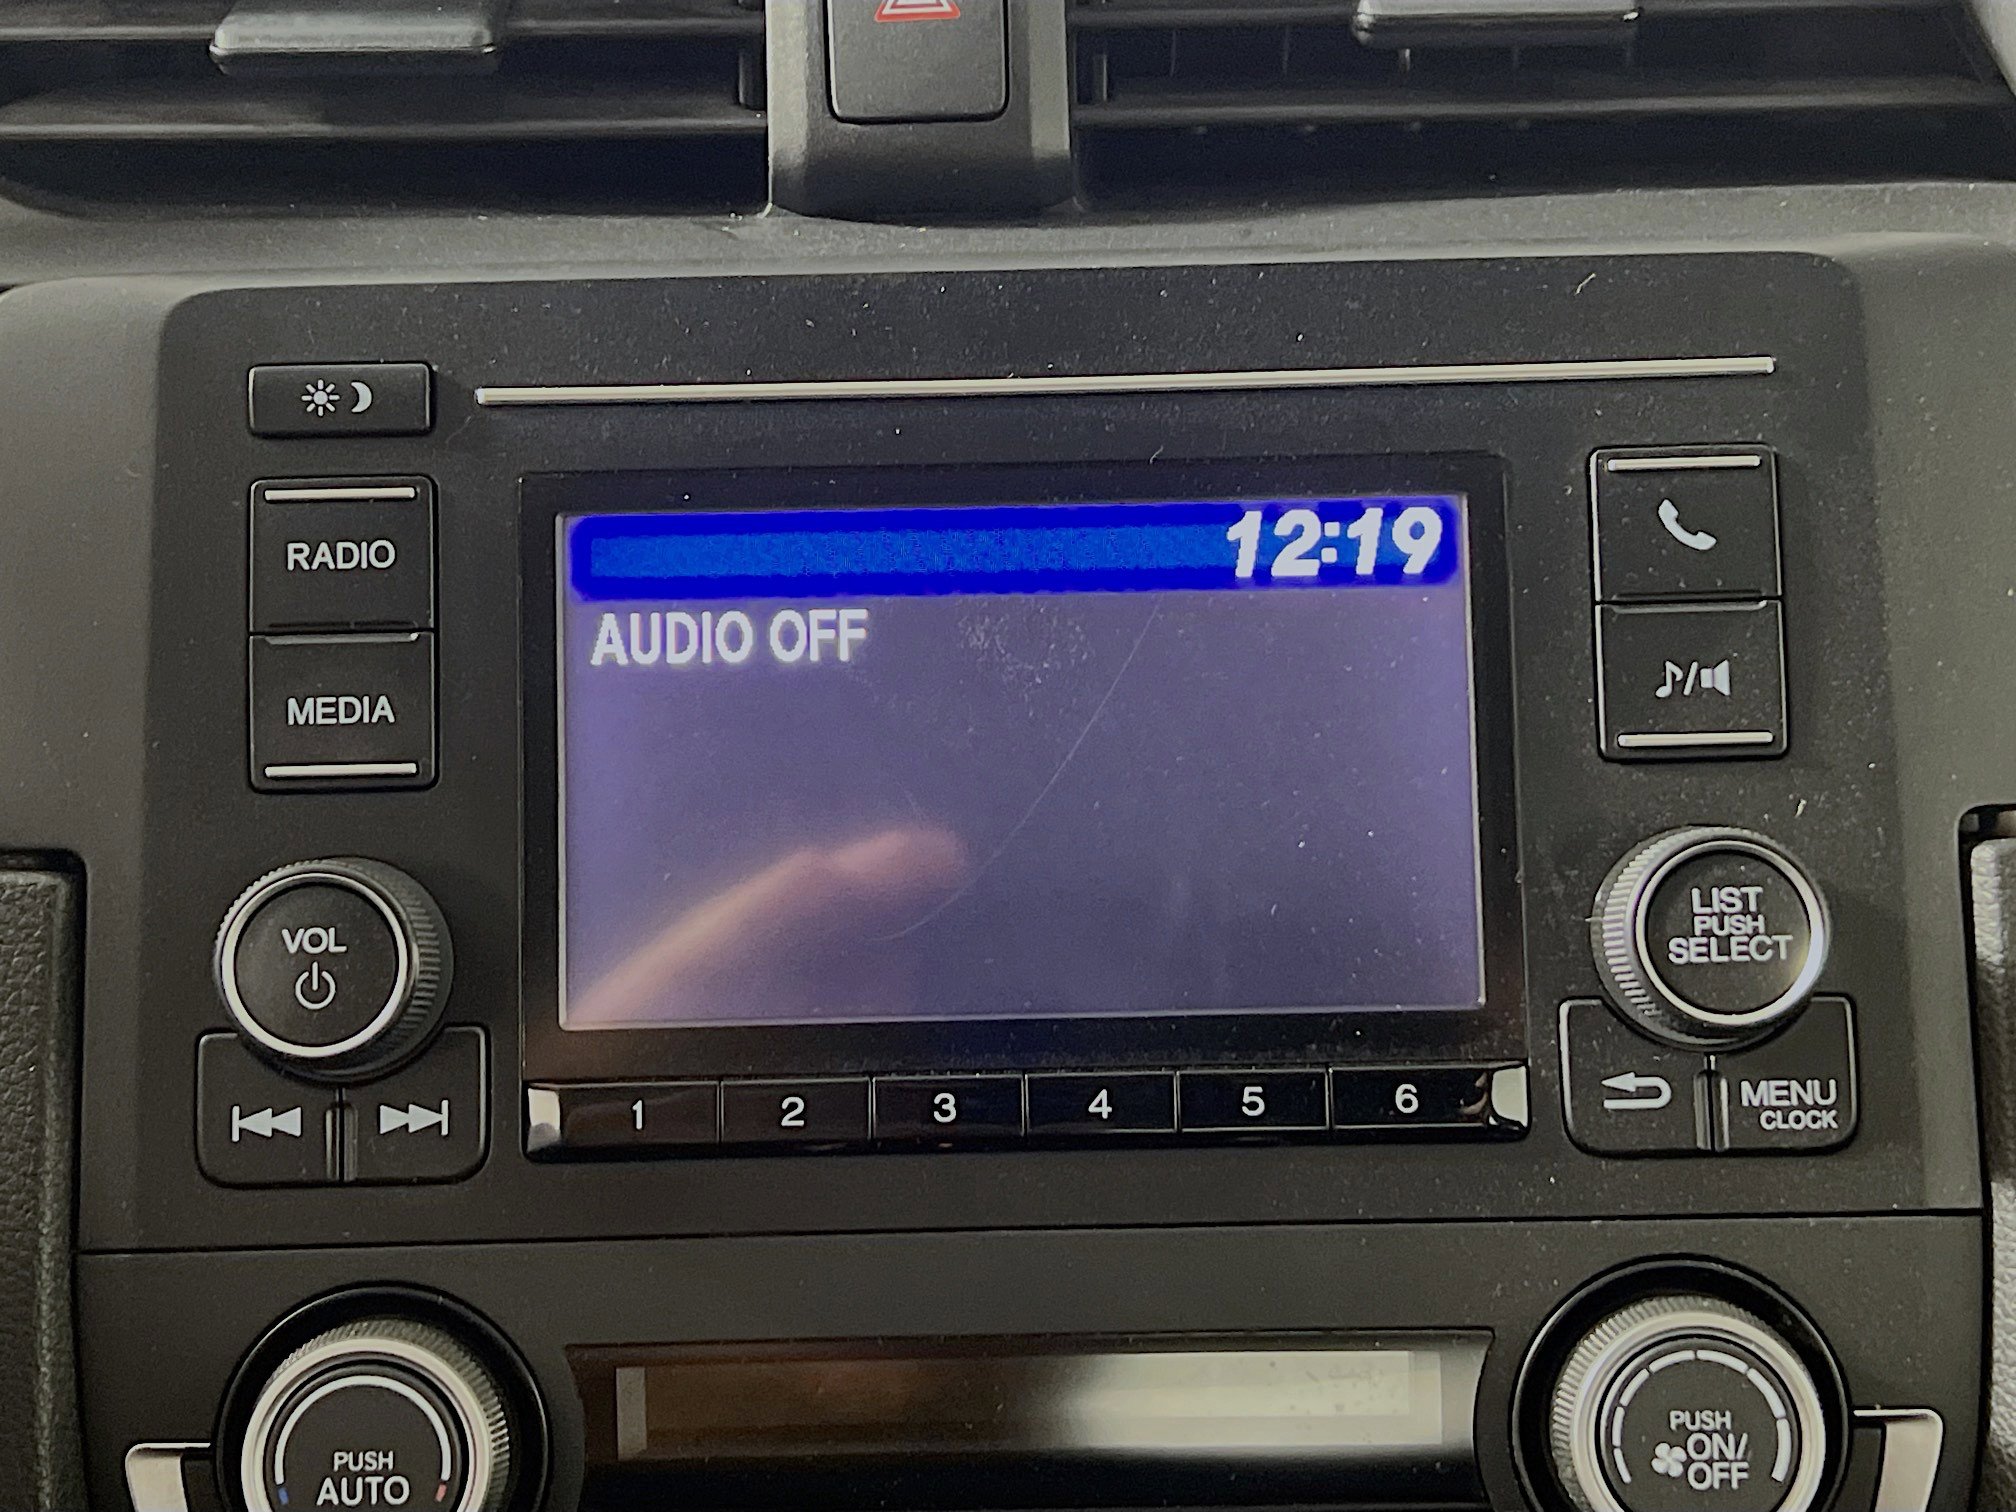 12:19
AUDIO OFF
RADIO
MEDIA
VOL
LIST
PUSH
SELECT
1 2 3 4 5 6
MENU
CLOCK
PUSH
AUTO
PUSH
ON/
OFF